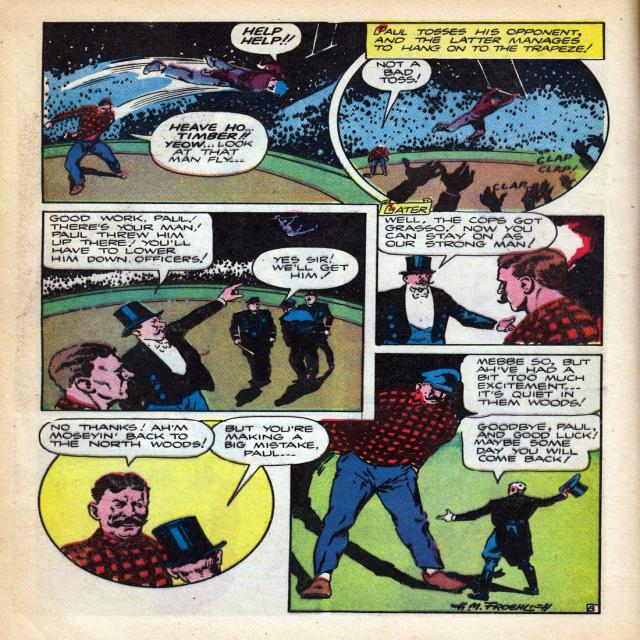 HELP
HELP!!
HEAVE HO...
TIMBER!!
YEOW... LOOK
AT THAT
MAN FLY...
PAUL TOSSES HIS OPPONENT,
AND THE LATTER MANAGES
TO HANG ON TO THE TRAPEZE!
NOT A
BAD
TOSS!
CLAP
CLAP!
CLAP
GOOD WORK, PAUL!
THERE'S YOUR MAN!
PAUL THREW HIM
UP THERE! YOU'LL
HAVE TO LOWER
HIM DOWN, OFFICERS!
YES SIR!
WE'LL GET
HIM!
LATER
WELL, THE COPS GOT
GRASSO. NOW YOU
CAN STAY ON AS
OUR STRONG MAN!
NO THANKS! AH'M
MOSEYIN' BACK TO
THE NORTH WOODS!
BUT YOU'RE
MAKING A
BIG MISTAKE,
PAUL---
MEBBE SO, BUT
AH'VE HAD A
BIT TOO MUCH
EXCITEMENT...
IT'S QUIET IN
THEM WOODS!
GOODBYE, PAUL,
AND GOOD LUCK!
MAYBE SOME
DAY YOU WILL
COME BACK!
M. FROEHLICH
6